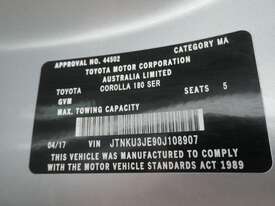 APPROVAL NO. 44502
CATEGORY MA
TOYOTA MOTOR CORPORATION
AUSTRALIA LIMITED
TOYOTA COROLLA 180 SER SEATS 5
GVM
MAX. TOWING CAPACITY
04/17 VIN JTNKU3JE90J108907
THIS VEHICLE WAS MANUFACTURED TO COMPLY
WITH THE MOTOR VEHICLE STANDARDS ACT 1989